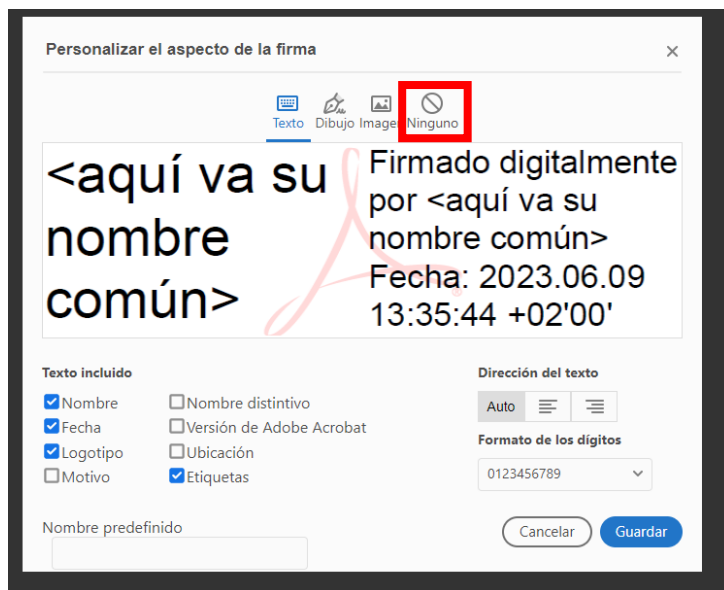 Personalizar el aspecto de la firma
Texto Dibujo Imagen Ninguno
<aquí va su
nombre
común>
Firmado digitalmente
por <aquí va su
nombre común>
Fecha: 2023.06.09
13:35:44 +02'00'
Texto incluido
Nombre
Fecha
Logotipo
Motivo
Nombre distintivo
Versión de Adobe Acrobat
Ubicación
Etiquetas
Dirección del texto
Auto
Formato de los dígitos
0123456789
Nombre predefinido
Cancelar
Guardar